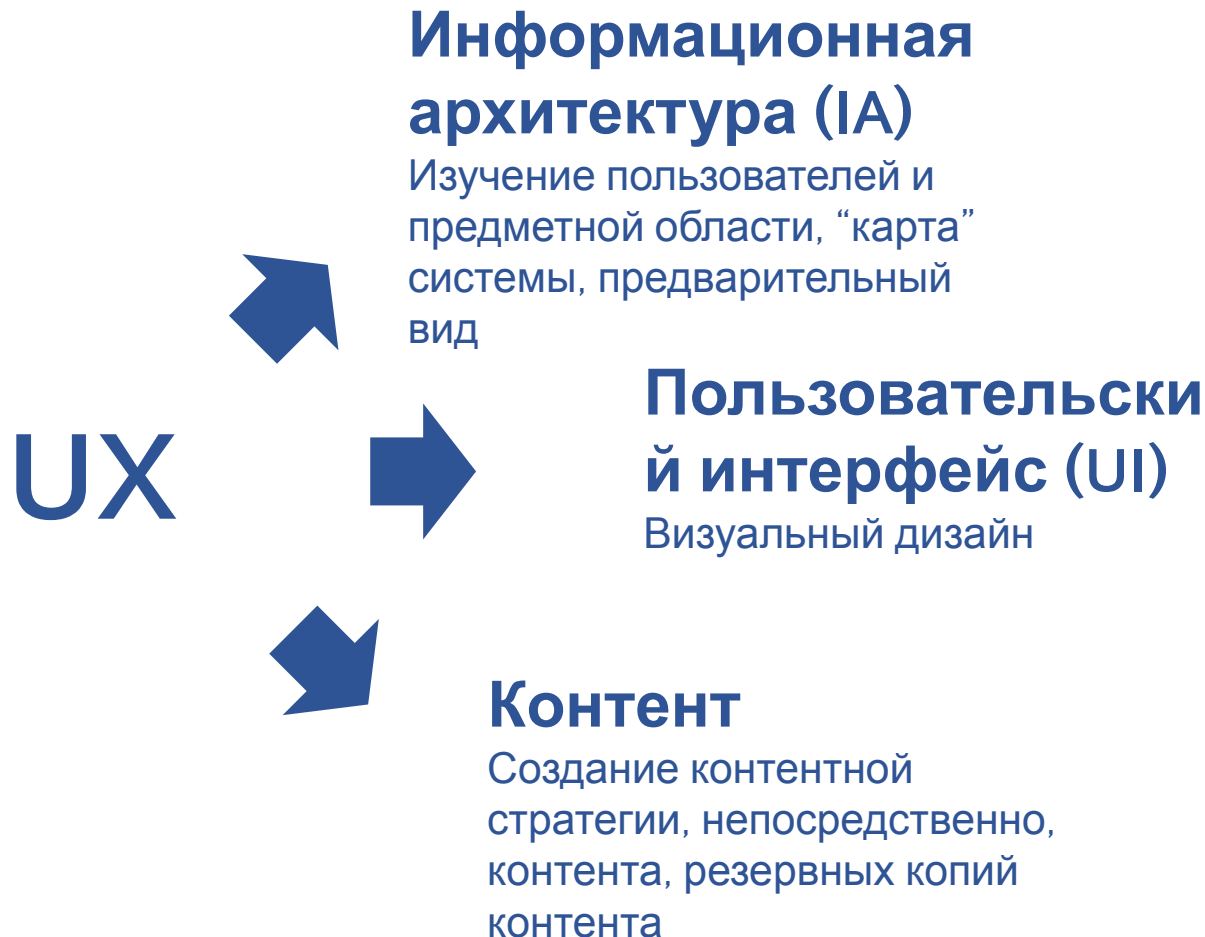 Информационная
архитектура (IA)
Изучение пользователей и
предметной области, “карта”
системы, предварительный
вид
UX
Пользовательски
й интерфейс (UI)
Визуальный дизайн
Контент
Создание контентной
стратегии, непосредственно,
контента, резервных копий
контента